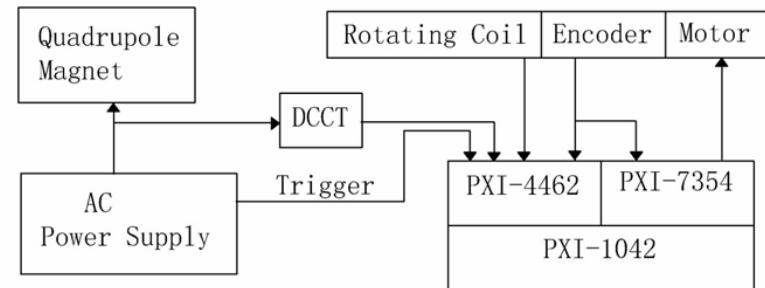 Quadrupole
Magnet
Rotating Coil
Encoder
Motor
DCCT
Trigger
AC
Power Supply
PXI-4462
PXI-7354
PXI-1042